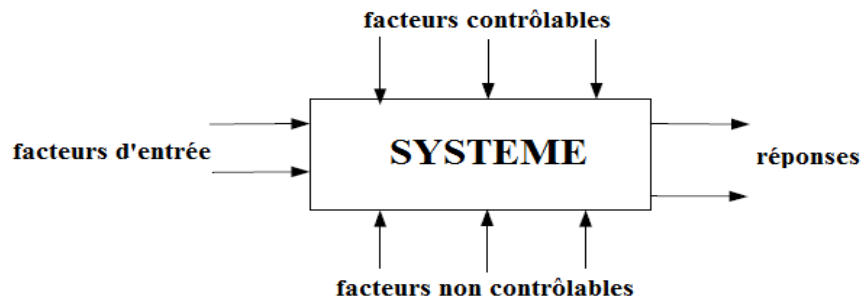 facteurs contrôlables
facteurs d'entrée
SYSTEME
réponses
facteurs non contrôlables